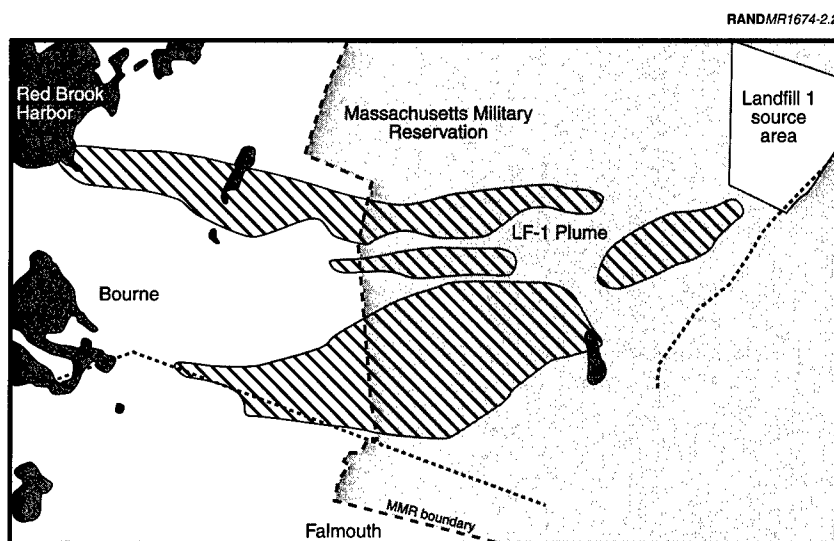 RANDMR1674-2.2
Red Brook
Harbor
Massachusetts Military
Reservation
Landfill 1
source
area
LF-1 Plume
Bourne
MMR boundary
Falmouth